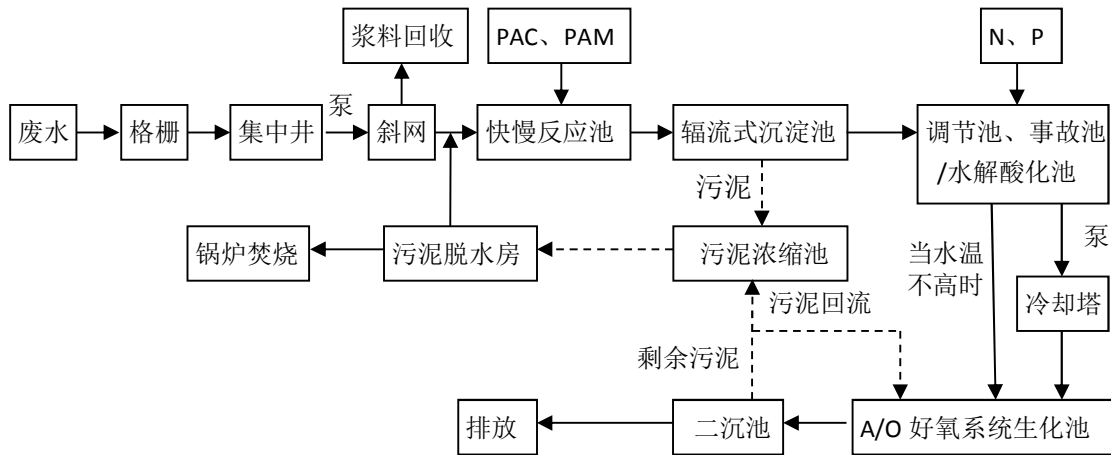 浆料回收
PAC、PAM
N、P
废水
格栅
集中井
泵
斜网
快慢反应池
辐流式沉淀池
调节池、事故池
/水解酸化池
污泥
锅炉焚烧
污泥脱水房
污泥浓缩池
当水温
不高时
泵
冷却塔
污泥回流
剩余污泥
排放
二沉池
A/O 好氧系统生化池